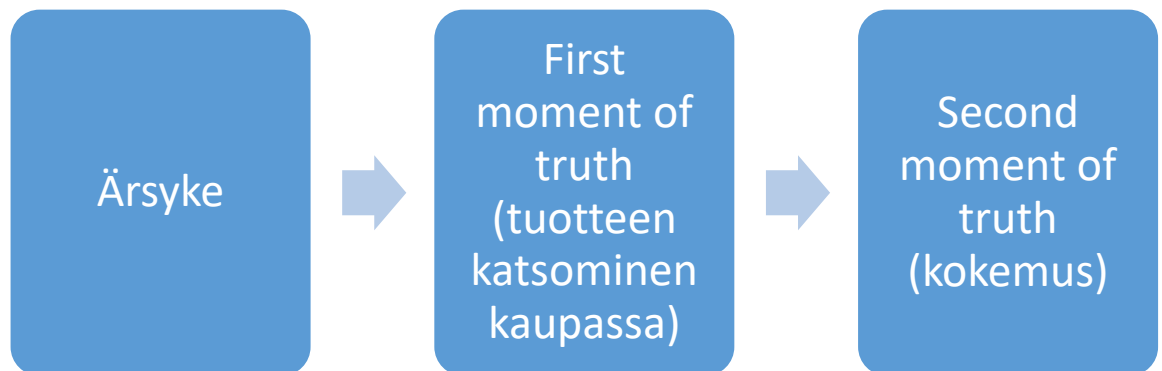 Ärsyke
First
moment of
truth
(tuotteen
katsominen
kaupassa)
Second
moment of
truth
(kokemus)